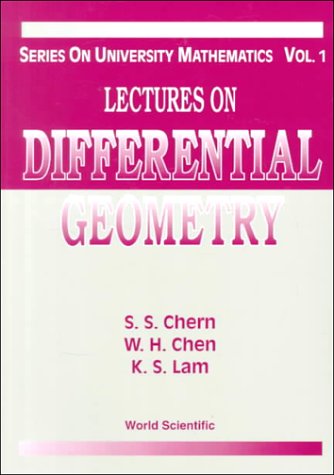 SERIES ON UNIVERSITY MATHEMATICS VOL. 1
LECTURES ON
DIFFERENTIAL
GEOMETRY
S. S. Chern
W. H. Chen
K. S. Lam
World Scientific